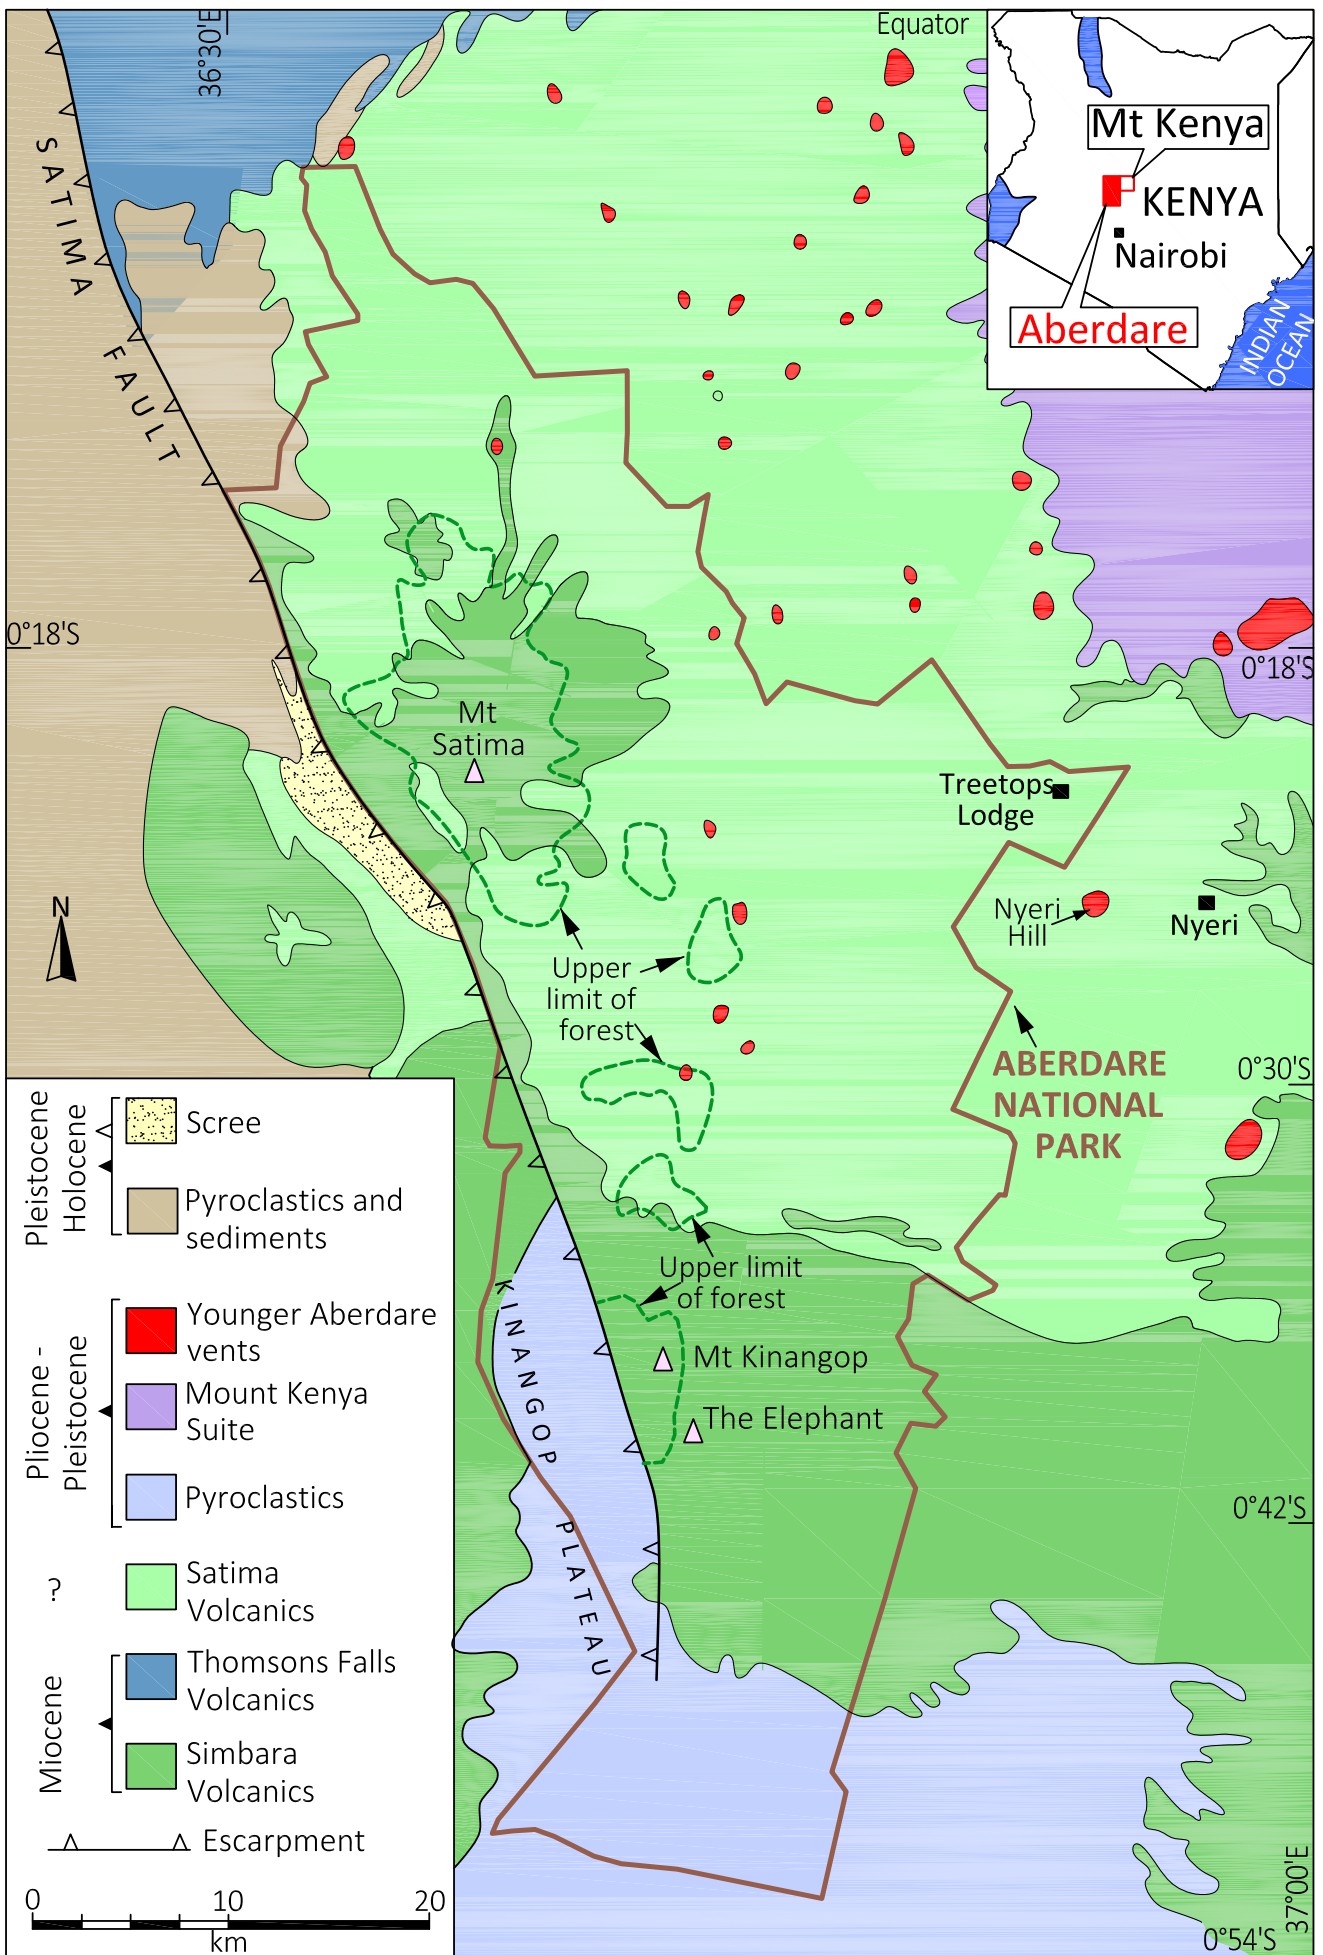 36°30'E
Equator
Mt Kenya
KENYA
Nairobi
Aberdare
INDIAN
OCEAN
SATIMA
FAULT
0°18'S
0°18'S
Mt
Satima
Treetops
Lodge
Nyeri
Hill
Nyeri
N
Upper
limit of
forest
ABERDARE
NATIONAL
PARK
0°30'S
Upper limit
of forest
Mt Kinangop
The Elephant
KINANGOP
PLATEAU
0°42'S
Pleistocene
Holocene
Scree
Pyroclastics and
sediments
Pliocene -
Pleistocene
Younger Aberdare
vents
Mount Kenya
Suite
Pyroclastics
?
Satima
Volcanics
Miocene
Thomsons Falls
Volcanics
Simbara
Volcanics
Escarpment
0 10 20
km
37°00'E
0°54'S